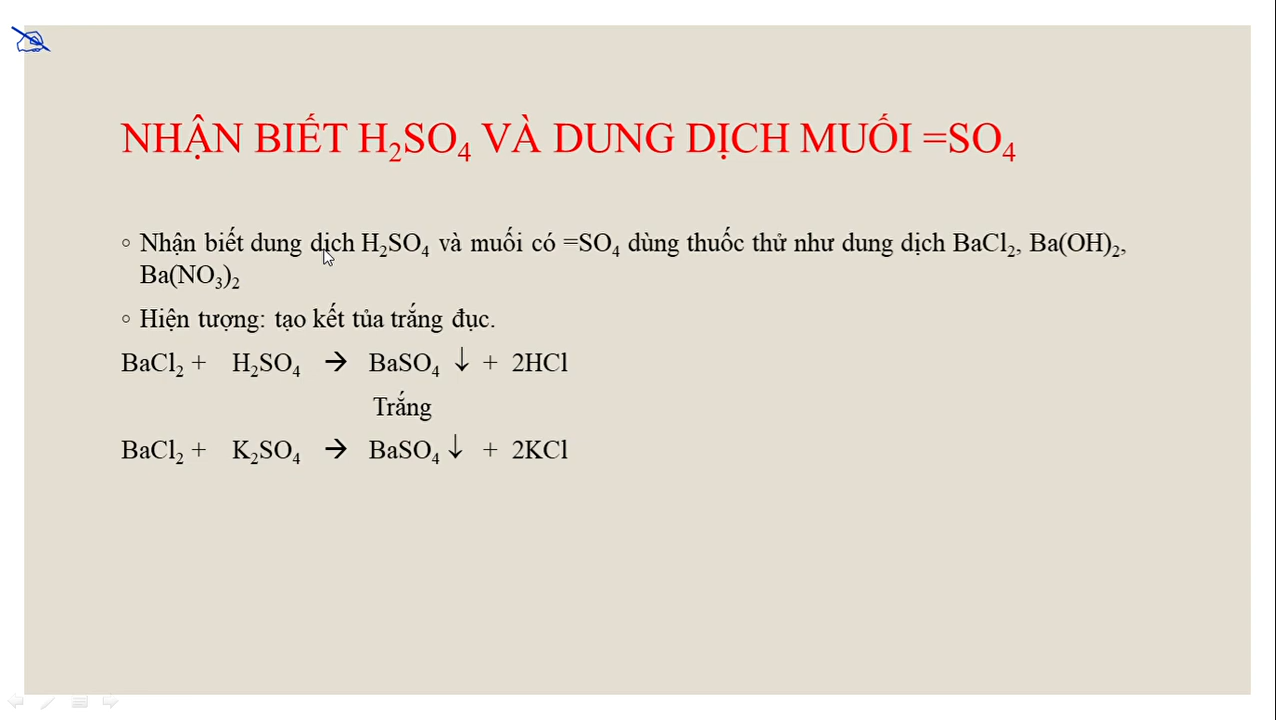 NHẬN BIẾT H₂SO₄ VÀ DUNG DỊCH MUỐI =SO₄
◦ Nhận biết dung dịch H₂SO₄ và muối có =SO₄ dùng thuốc thử như dung dịch BaCl₂, Ba(OH)₂,
Ba(NO₃)₂
◦ Hiện tượng: tạo kết tủa trắng đục.
BaCl₂ + H₂SO₄ → BaSO₄ ↓ + 2HCl
Trắng
BaCl₂ + K₂SO₄ → BaSO₄ ↓ + 2KCl